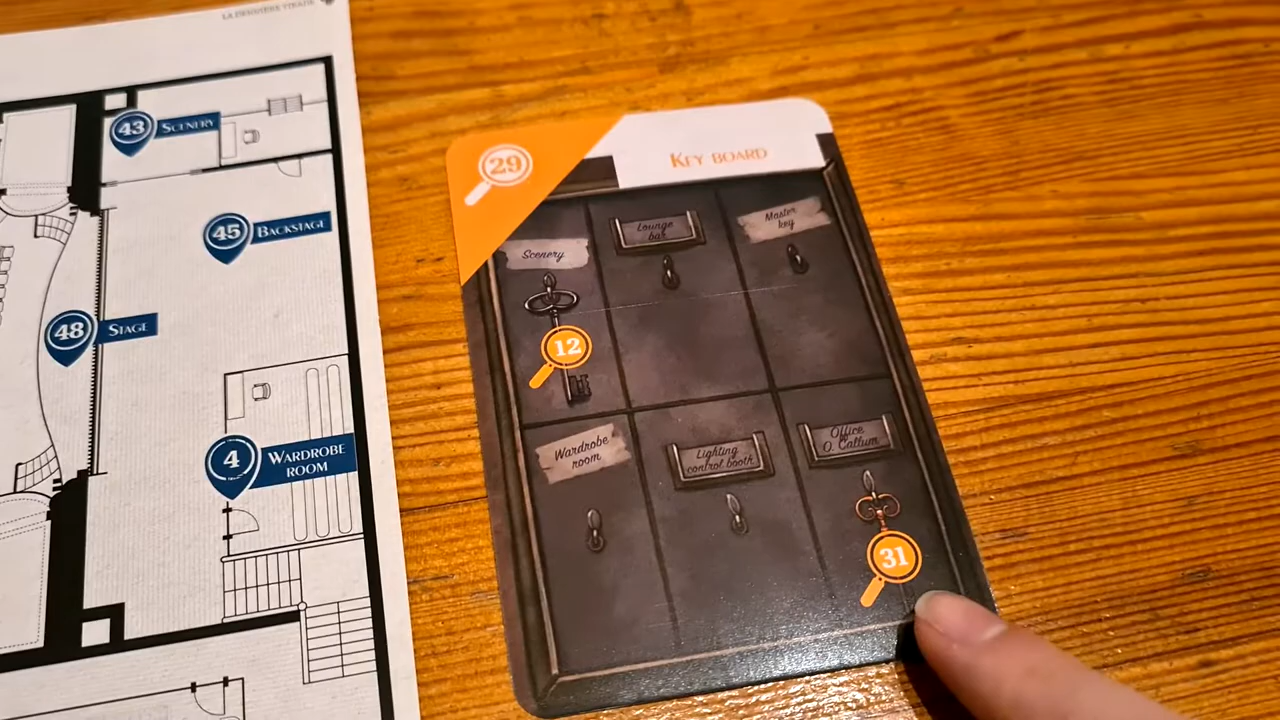 LA DERNIÈRE TIRADE
43 SCENERY
45 BACKSTAGE
48 STAGE
4 WARDROBE
ROOM
29
KEY BOARD
Scenery
Lounge
bar
Master
key
12
Wardrobe
room
Lighting
control booth
Office
O. Callum
31